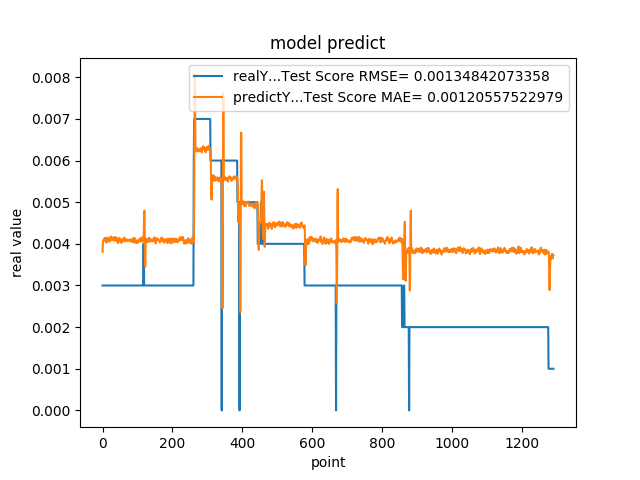 model predict
realY...Test Score RMSE= 0.00134842073358
predictY...Test Score MAE= 0.00120557522979
0.008
0.007
0.006
0.005
0.004
0.003
0.002
0.001
0.000
real value
0 200 400 600 800 1000 1200
point